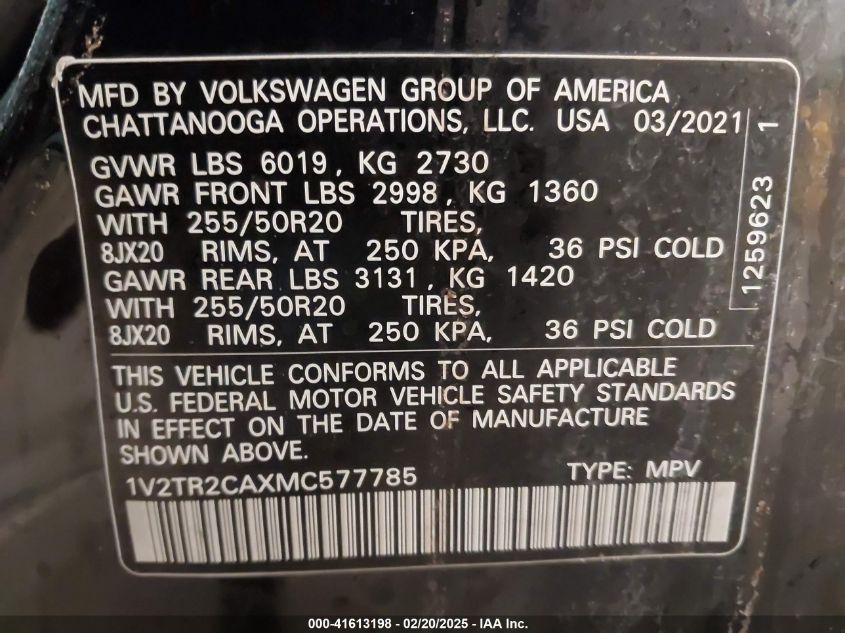 MFD BY VOLKSWAGEN GROUP OF AMERICA
CHATTANOOGA OPERATIONS, LLC. USA 03/2021
GVWR LBS 6019, KG 2730
GAWR FRONT LBS 2998, KG 1360
WITH 255/50R20 TIRES,
8JX20 RIMS, AT 250 KPA, 36 PSI COLD
GAWR REAR LBS 3131, KG 1420
WITH 255/50R20 TIRES,
8JX20 RIMS, AT 250 KPA, 36 PSI COLD
1259623 1
THIS VEHICLE CONFORMS TO ALL APPLICABLE
U.S. FEDERAL MOTOR VEHICLE SAFETY STANDARDS
IN EFFECT ON THE DATE OF MANUFACTURE
SHOWN ABOVE.
1V2TR2CAXMC577785 TYPE: MPV
000-41613198 - 02/20/2025 - IAA Inc.